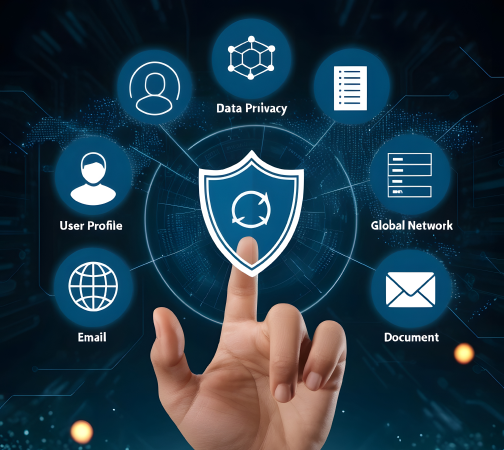 Data Privacy
User Profile
Global Network
Email
Document